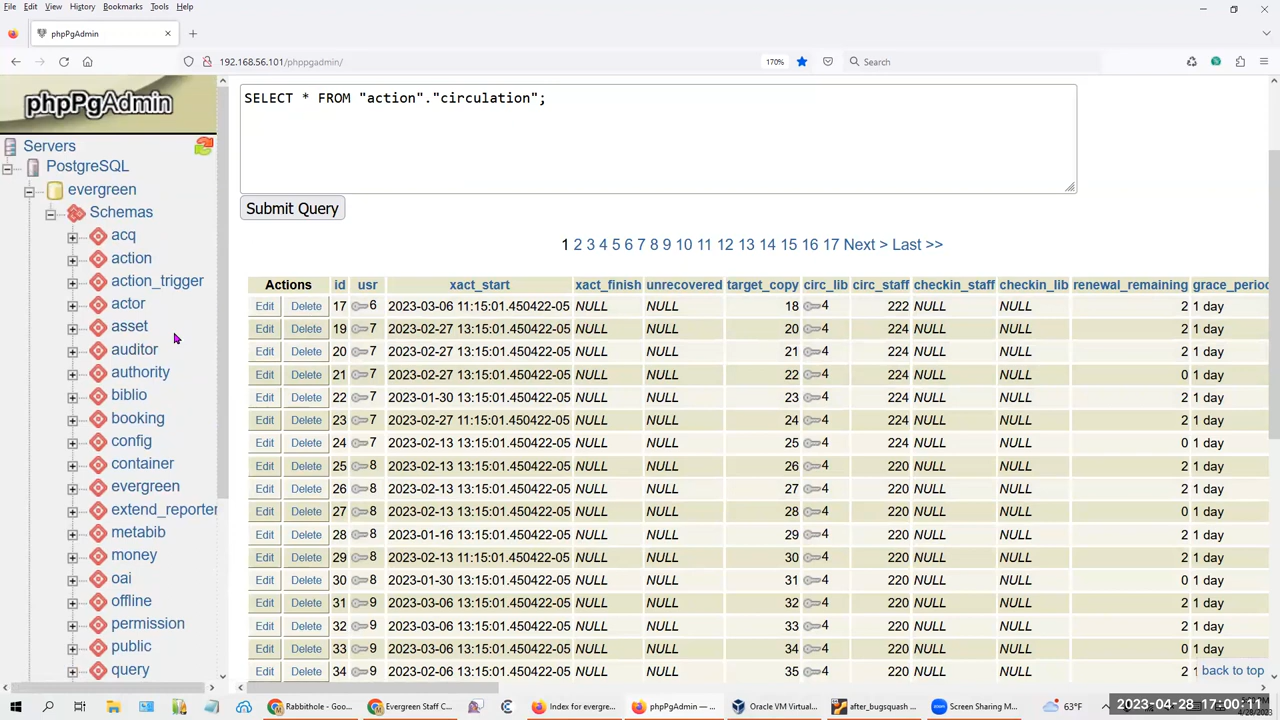 File Edit View History Bookmarks Tools Help
phpPgAdmin
192.168.56.101/phppgadmin/
170%
Search
phpPgAdmin
Servers
PostgreSQL
evergreen
Schemas
acq
action
action_trigger
actor
asset
auditor
authority
biblio
booking
config
container
evergreen
extend_reporter
metabib
money
oai
offline
permission
public
query
SELECT * FROM "action"."circulation";
Submit Query
1 2 3 4 5 6 7 8 9 10 11 12 13 14 15 16 17 Next > Last >>
Actions id usr xact_start xact_finish unrecovered target_copy circ_lib circ_staff checkin_staff checkin_lib renewal_remaining grace_period
Edit Delete 17 6 2023-03-06 11:15:01.450422-05 NULL NULL 18 4 222 NULL NULL 2 1 day
Edit Delete 19 7 2023-02-27 13:15:01.450422-05 NULL NULL 20 4 224 NULL NULL 2 1 day
Edit Delete 20 7 2023-02-27 13:15:01.450422-05 NULL NULL 21 4 224 NULL NULL 2 1 day
Edit Delete 21 7 2023-02-27 13:15:01.450422-05 NULL NULL 22 4 224 NULL NULL 0 1 day
Edit Delete 22 7 2023-01-30 13:15:01.450422-05 NULL NULL 23 4 224 NULL NULL 2 1 day
Edit Delete 23 7 2023-02-27 11:15:01.450422-05 NULL NULL 24 4 224 NULL NULL 2 1 day
Edit Delete 24 7 2023-02-13 13:15:01.450422-05 NULL NULL 25 4 224 NULL NULL 0 1 day
Edit Delete 25 8 2023-02-13 13:15:01.450422-05 NULL NULL 26 4 220 NULL NULL 2 1 day
Edit Delete 26 8 2023-02-13 13:15:01.450422-05 NULL NULL 27 4 220 NULL NULL 2 1 day
Edit Delete 27 8 2023-02-13 13:15:01.450422-05 NULL NULL 28 4 220 NULL NULL 0 1 day
Edit Delete 28 8 2023-01-16 13:15:01.450422-05 NULL NULL 29 4 220 NULL NULL 2 1 day
Edit Delete 29 8 2023-02-13 11:15:01.450422-05 NULL NULL 30 4 220 NULL NULL 2 1 day
Edit Delete 30 8 2023-01-30 13:15:01.450422-05 NULL NULL 31 4 220 NULL NULL 0 1 day
Edit Delete 31 9 2023-03-06 13:15:01.450422-05 NULL NULL 32 4 220 NULL NULL 2 1 day
Edit Delete 32 9 2023-03-06 13:15:01.450422-05 NULL NULL 33 4 220 NULL NULL 2 1 day
Edit Delete 33 9 2023-03-06 13:15:01.450422-05 NULL NULL 34 4 220 NULL NULL 0 1 day
Edit Delete 34 9 2023-02-06 13:15:01.450422-05 NULL NULL 35 4 220 NULL NULL 2
back to top
Rabbithole - Goo... Evergreen Staff C... Index for evergre... phpPgAdmin — ... Oracle VM Virtual... after_bugsquash ... Screen Sharing M... 63°F
2023-04-28 17:00:11